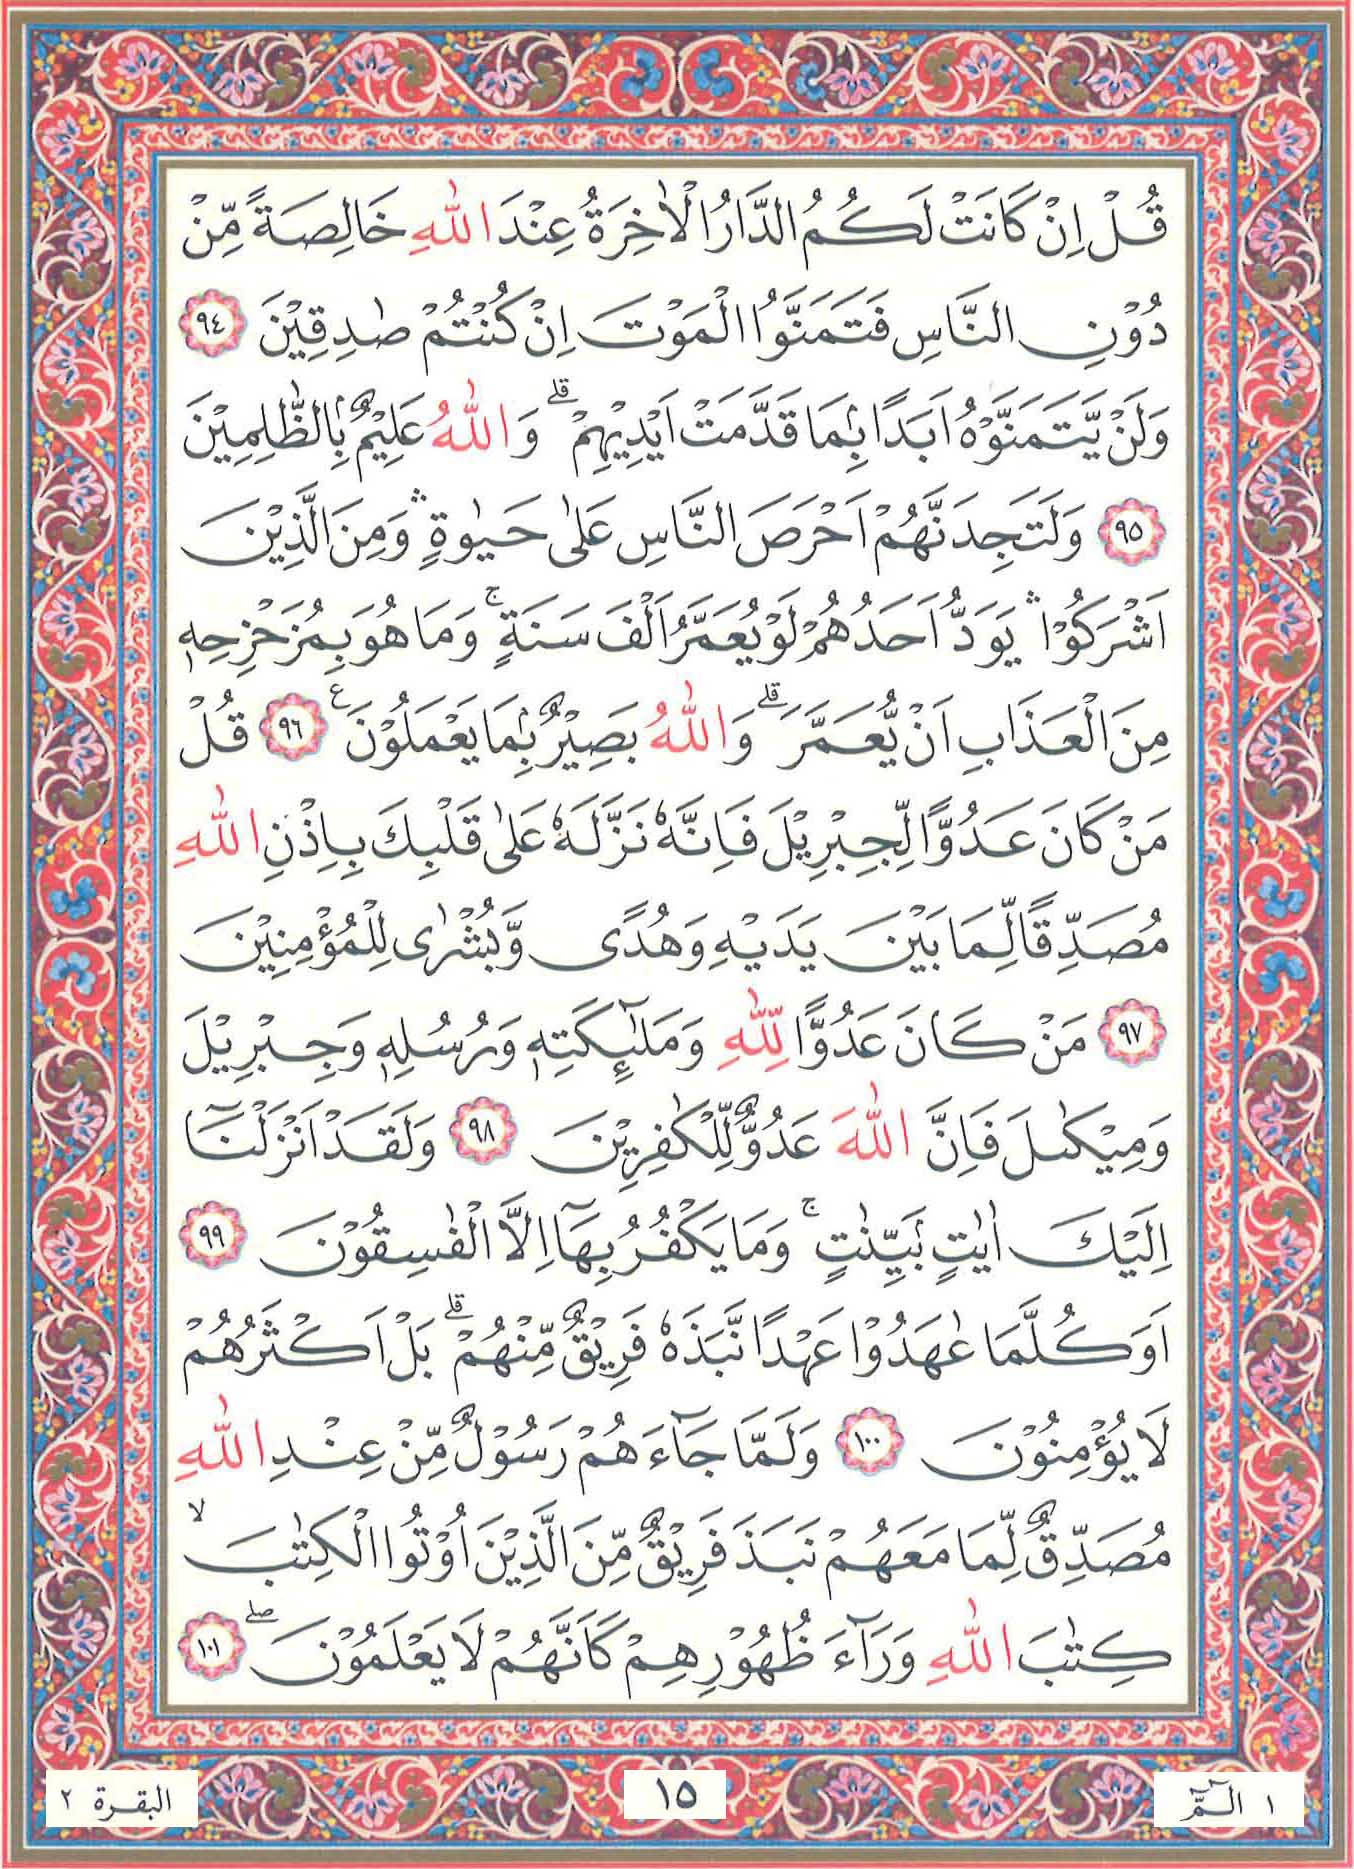 قُلْ اِنْ كَانَتْ لَكُمُ الدَّارُ الْاٰخِرَةُ عِنْدَ اللّٰهِ خَالِصَةً مِّنْ
دُوْنِ النَّاسِ فَتَمَنَّوُا الْمَوْتَ اِنْ كُنْتُمْ صٰدِقِيْنَ ﴿٩٤﴾
وَلَنْ يَّتَمَنَّوْهُ اَبَدًاۢ بِمَا قَدَّمَتْ اَيْدِيْهِمْ ۗ وَاللّٰهُ عَلِيْمٌۢ بِالظّٰلِمِيْنَ
﴿٩٥﴾ وَلَتَجِدَنَّهُمْ اَحْرَصَ النَّاسِ عَلٰى حَيٰوةٍ ۛ وَمِنَ الَّذِيْنَ
اَشْرَكُوْا ۛ يَوَدُّ اَحَدُهُمْ لَوْ يُعَمَّرُ اَلْفَ سَنَةٍ ۚ وَمَا هُوَ بِمُزَحْزِحِهٖ
مِنَ الْعَذَابِ اَنْ يُّعَمَّرَ ۗ وَاللّٰهُ بَصِيْرٌۢ بِمَا يَعْمَلُوْنَ ࣖ ﴿٩٦﴾ قُلْ
مَنْ كَانَ عَدُوًّا لِّجِبْرِيْلَ فَاِنَّهٗ نَزَّلَهٗ عَلٰى قَلْبِكَ بِاِذْنِ اللّٰهِ
مُصَدِّقًا لِّمَا بَيْنَ يَدَيْهِ وَهُدًى وَّبُشْرٰى لِلْمُؤْمِنِيْنَ
﴿٩٧﴾ مَنْ كَانَ عَدُوًّا لِّلّٰهِ وَمَلٰۤىِٕكَتِهٖ وَرُسُلِهٖ وَجِبْرِيْلَ
وَمِيْكٰىلَ فَاِنَّ اللّٰهَ عَدُوٌّ لِّلْكٰفِرِيْنَ ﴿٩٨﴾ وَلَقَدْ اَنْزَلْنَآ
اِلَيْكَ اٰيٰتٍۢ بَيِّنٰتٍ ۚ وَمَا يَكْفُرُ بِهَآ اِلَّا الْفٰسِقُوْنَ ﴿٩٩﴾
اَوَكُلَّمَا عٰهَدُوْا عَهْدًا نَّبَذَهٗ فَرِيْقٌ مِّنْهُمْ ۗ بَلْ اَكْثَرُهُمْ
لَا يُؤْمِنُوْنَ ﴿١٠٠﴾ وَلَمَّا جَاۤءَهُمْ رَسُوْلٌ مِّنْ عِنْدِ اللّٰهِ
مُصَدِّقٌ لِّمَا مَعَهُمْ نَبَذَ فَرِيْقٌ مِّنَ الَّذِيْنَ اُوْتُوا الْكِتٰبَ ۙ
كِتٰبَ اللّٰهِ وَرَاۤءَ ظُهُوْرِهِمْ كَاَنَّهُمْ لَا يَعْلَمُوْنَ ۖ ﴿١٠١﴾
١ الۤمّۤ
١٥
البقرة ٢